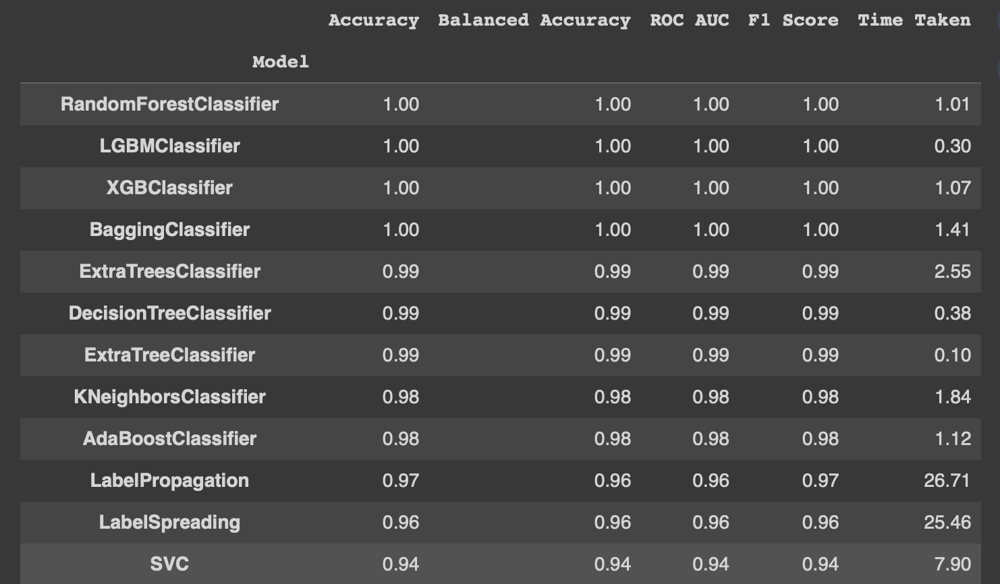 Accuracy Balanced Accuracy ROC AUC F1 Score Time Taken
Model
RandomForestClassifier 1.00 1.00 1.00 1.00 1.01
LGBMClassifier 1.00 1.00 1.00 1.00 0.30
XGBClassifier 1.00 1.00 1.00 1.00 1.07
BaggingClassifier 1.00 1.00 1.00 1.00 1.41
ExtraTreesClassifier 0.99 0.99 0.99 0.99 2.55
DecisionTreeClassifier 0.99 0.99 0.99 0.99 0.38
ExtraTreeClassifier 0.99 0.99 0.99 0.99 0.10
KNeighborsClassifier 0.98 0.98 0.98 0.98 1.84
AdaBoostClassifier 0.98 0.98 0.98 0.98 1.12
LabelPropagation 0.97 0.96 0.96 0.97 26.71
LabelSpreading 0.96 0.96 0.96 0.96 25.46
SVC 0.94 0.94 0.94 0.94 7.90